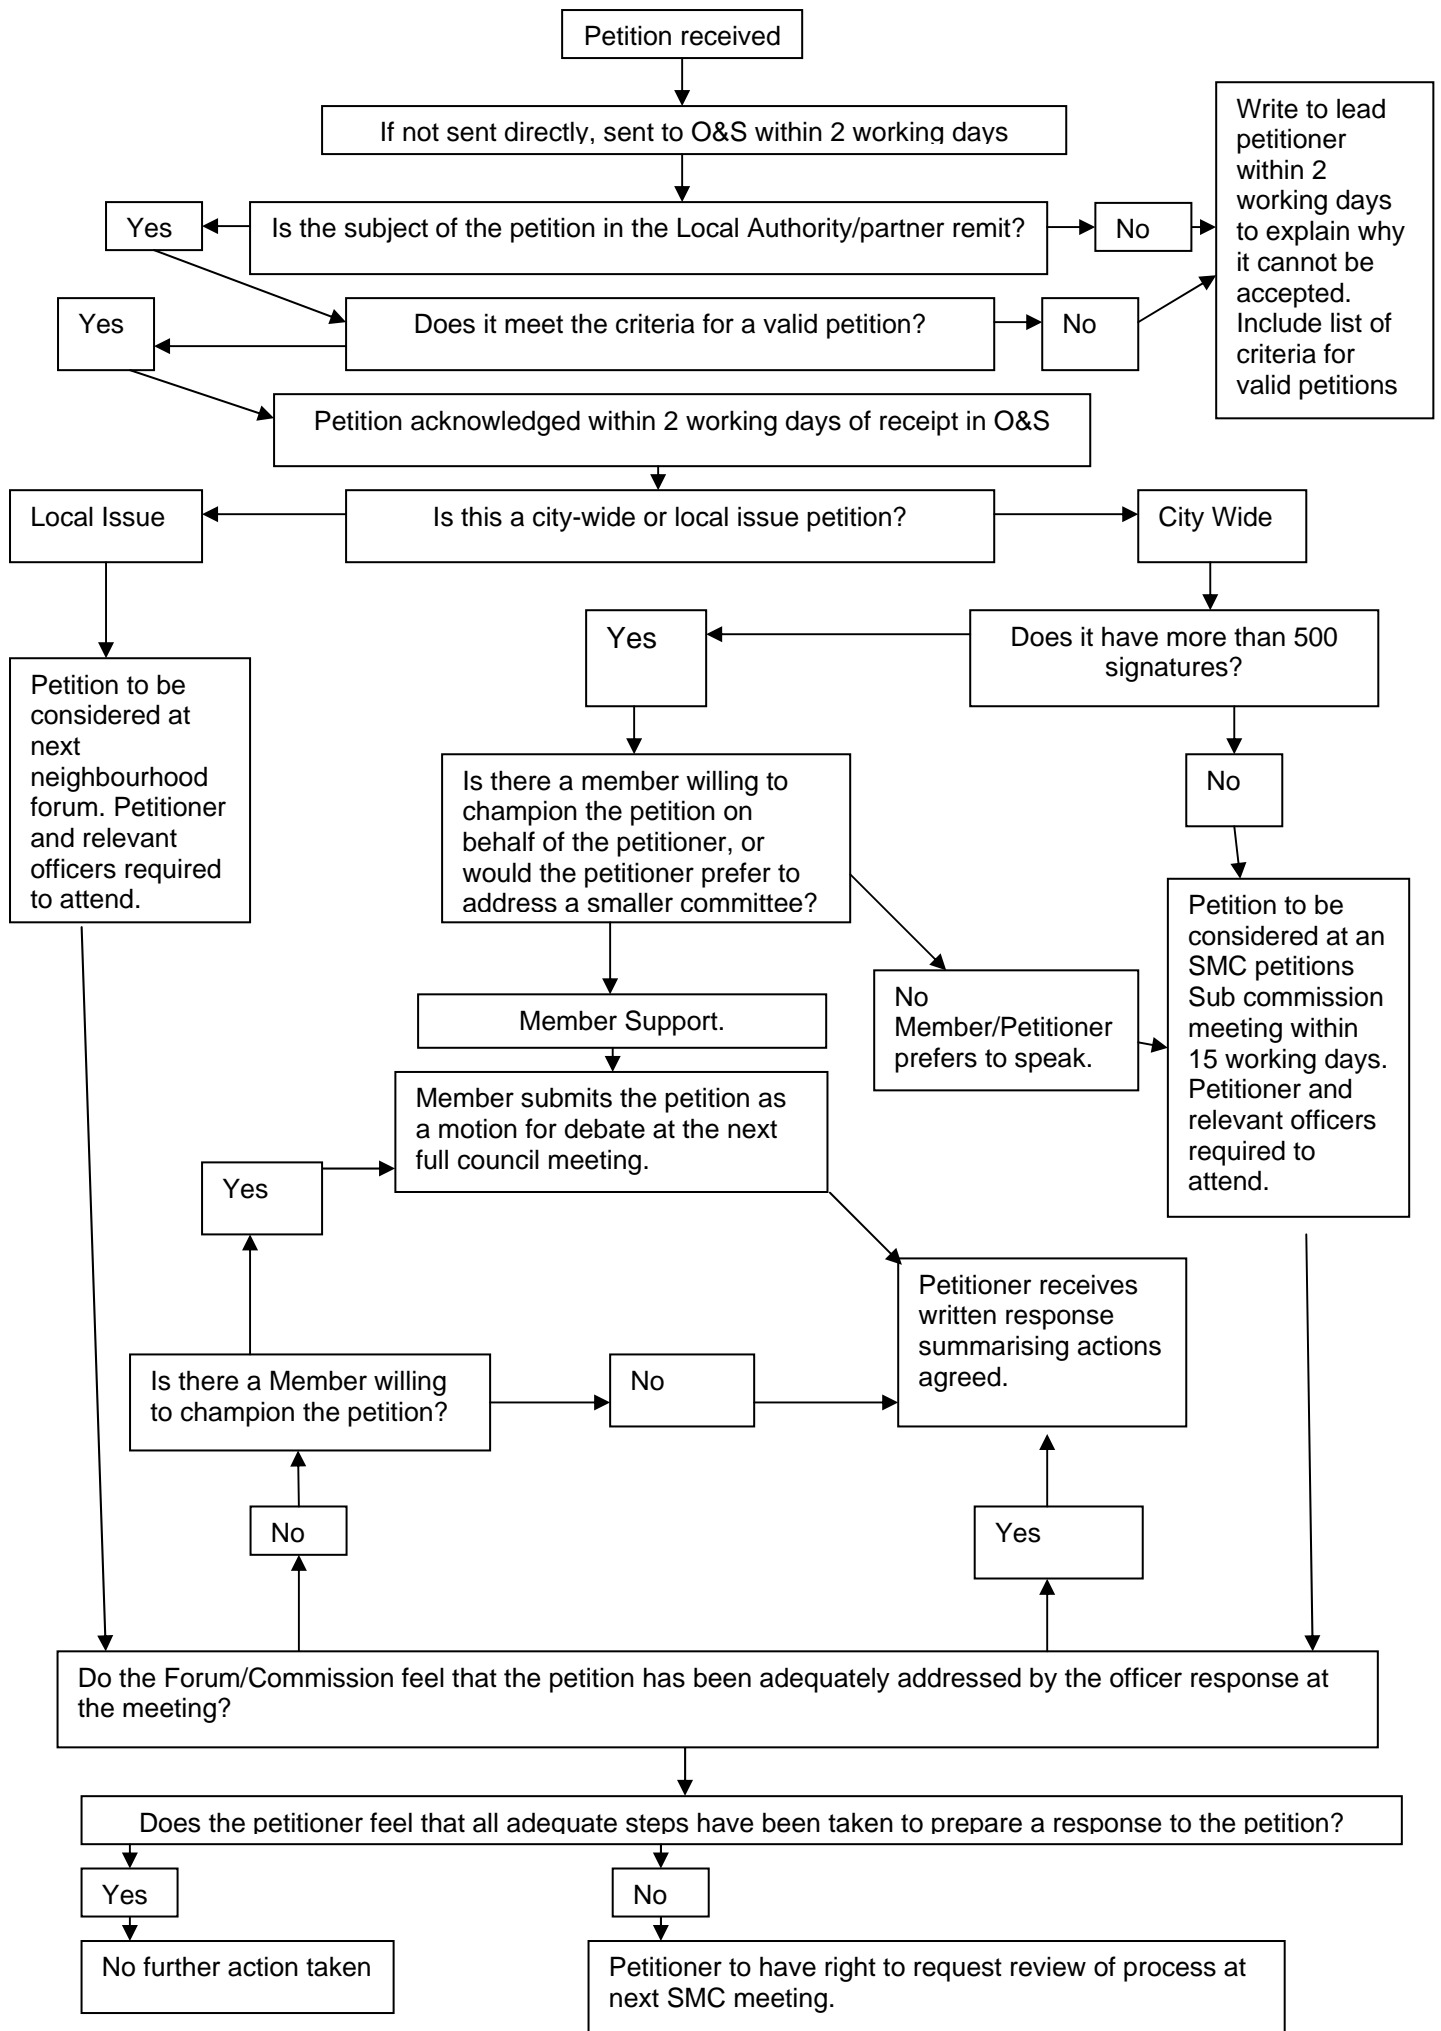 Petition received
If not sent directly, sent to O&S within 2 working days
Write to lead
petitioner
within 2
working days
to explain why
it cannot be
accepted.
Include list of
criteria for
valid petitions
Yes
Is the subject of the petition in the Local Authority/partner remit?
No
Yes
Does it meet the criteria for a valid petition?
No
Petition acknowledged within 2 working days of receipt in O&S
Local Issue
Is this a city-wide or local issue petition?
City Wide
Yes
Does it have more than 500
signatures?
Petition to be
considered at
next
neighbourhood
forum. Petitioner
and relevant
officers required
to attend.
Is there a member willing to
champion the petition on
behalf of the petitioner, or
would the petitioner prefer to
address a smaller committee?
No
Petition to be
considered at an
SMC petitions
Sub commission
meeting within
15 working days.
Petitioner and
relevant officers
required to
attend.
No
Member/Petitioner
prefers to speak.
Member Support.
Member submits the petition as
a motion for debate at the next
full council meeting.
Yes
Petitioner receives
written response
summarising actions
agreed.
Is there a Member willing
to champion the petition?
No
No
Yes
Do the Forum/Commission feel that the petition has been adequately addressed by the officer response at
the meeting?
Does the petitioner feel that all adequate steps have been taken to prepare a response to the petition?
Yes
No
No further action taken
Petitioner to have right to request review of process at
next SMC meeting.